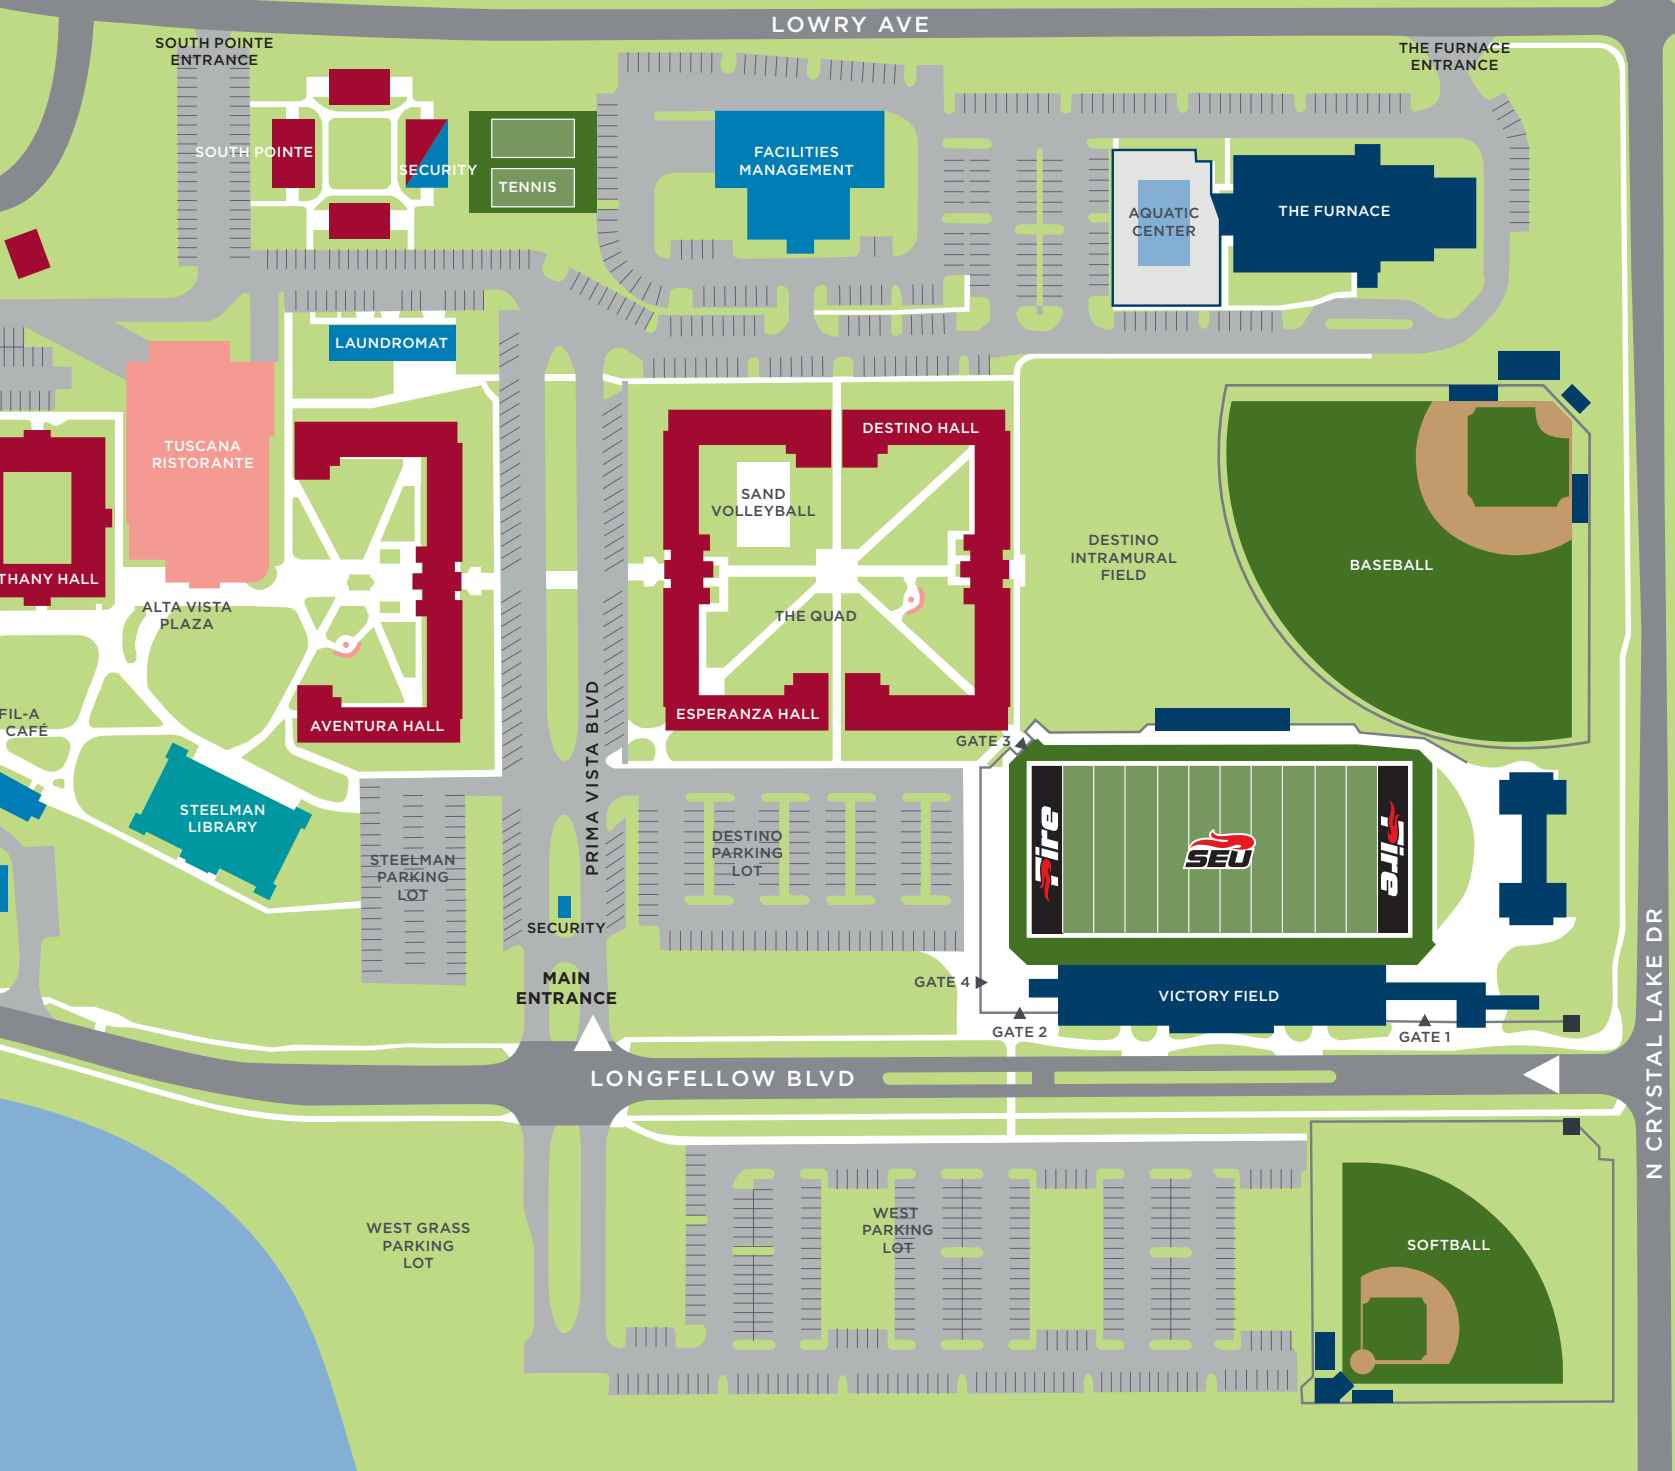 LOWRY AVE
SOUTH POINTE
ENTRANCE
THE FURNACE
ENTRANCE
SOUTH POINTE
SECURITY
TENNIS
FACILITIES
MANAGEMENT
AQUATIC
CENTER
THE FURNACE
LAUNDROMAT
TUSCANA
RISTORANTE
DESTINO HALL
SAND
VOLLEYBALL
DESTINO
INTRAMURAL
FIELD
BASEBALL
THANY HALL
ALTA VISTA
PLAZA
THE QUAD
FIL-A
CAFÉ
AVENTURA HALL
PRIMA VISTA BLVD
ESPERANZA HALL
GATE 3
STEELMAN
LIBRARY
STEELMAN
PARKING
LOT
DESTINO
PARKING
LOT
Fire
SEU
Fire
SECURITY
MAIN
ENTRANCE
GATE 4
VICTORY FIELD
GATE 2
GATE 1
LONGFELLOW BLVD
N CRYSTAL LAKE DR
WEST GRASS
PARKING
LOT
WEST
PARKING
LOT
SOFTBALL